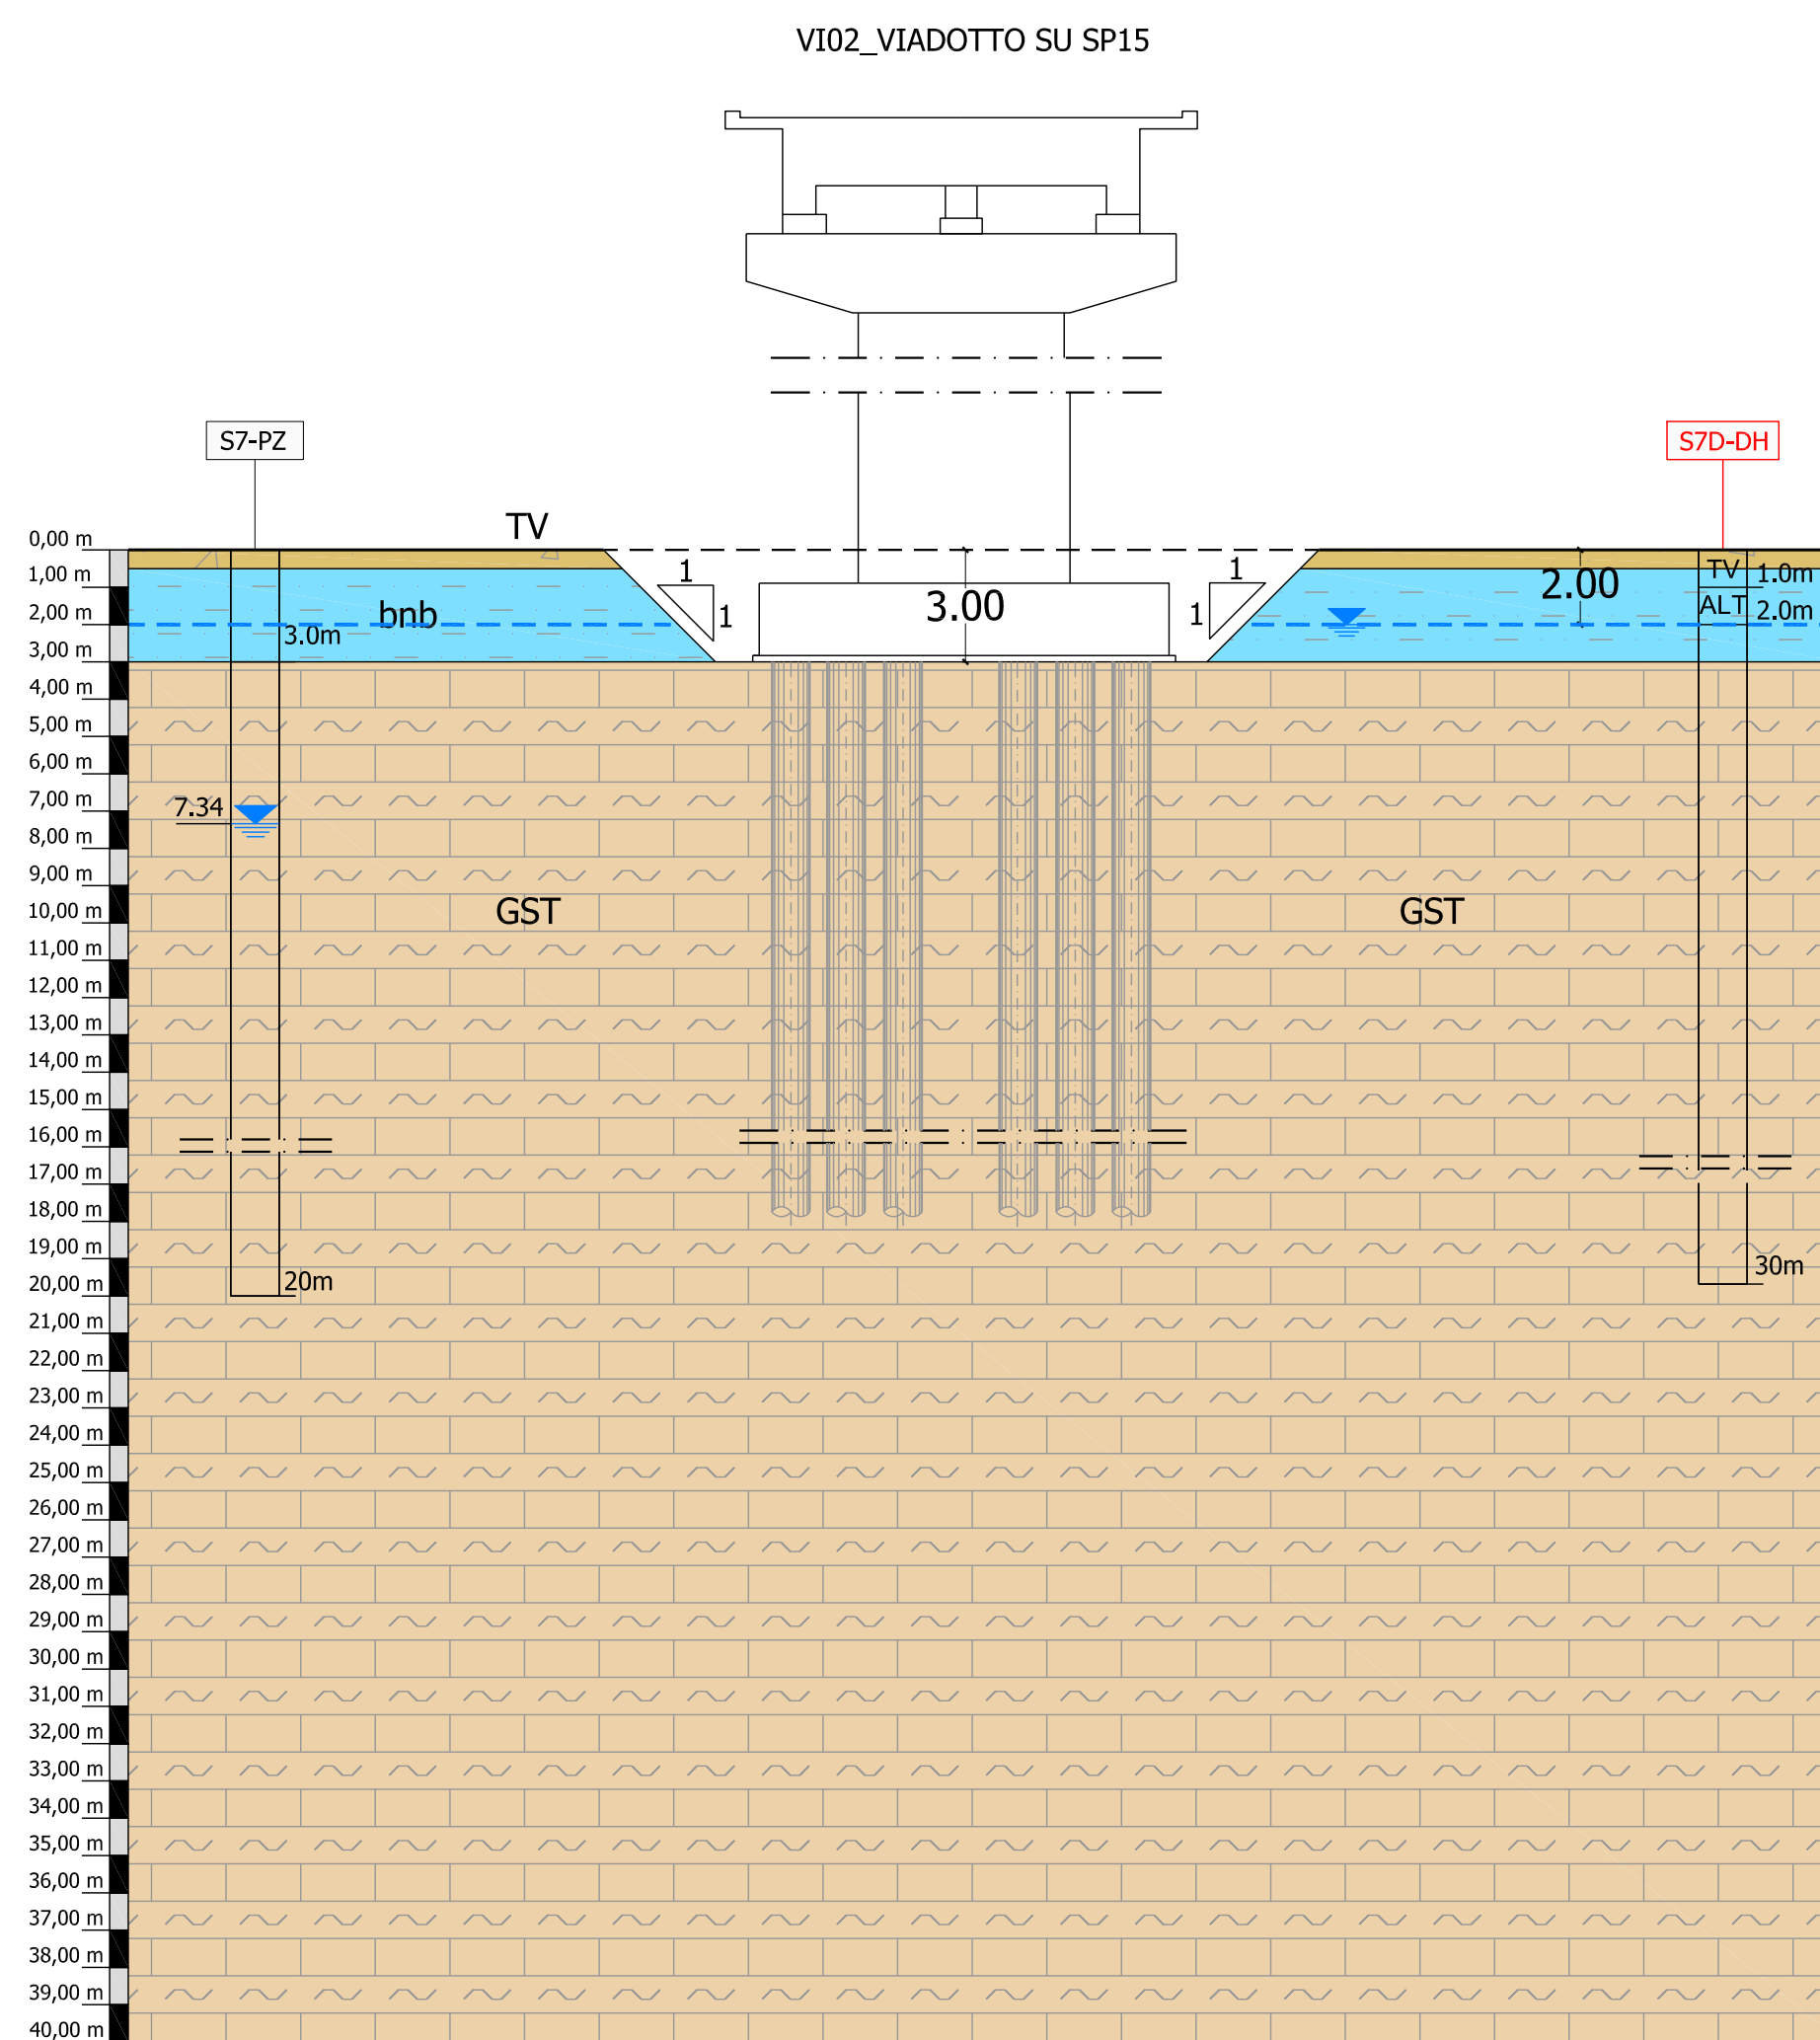 VI02_VIADOTTO SU SP15
S7-PZ
S7D-DH
TV
0,00 m
1,00 m
2,00 m
3,00 m
4,00 m
5,00 m
6,00 m
7,00 m
8,00 m
9,00 m
10,00 m
11,00 m
12,00 m
13,00 m
14,00 m
15,00 m
16,00 m
17,00 m
18,00 m
19,00 m
20,00 m
21,00 m
22,00 m
23,00 m
24,00 m
25,00 m
26,00 m
27,00 m
28,00 m
29,00 m
30,00 m
31,00 m
32,00 m
33,00 m
34,00 m
35,00 m
36,00 m
37,00 m
38,00 m
39,00 m
40,00 m
bnb
3.0m
1
1
3.00
1
1
2.00
TV 1.0m
ALT 2.0m
7.34
GST
GST
20m
30m